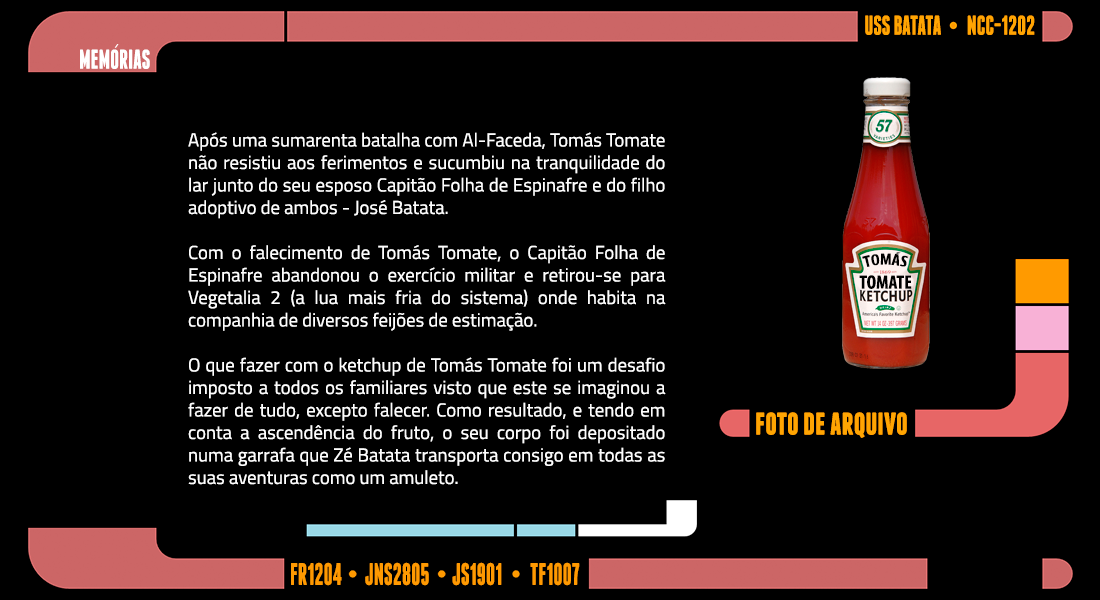 USS BATATA • NCC-1202
MEMÓRIAS
Após uma sumarenta batalha com Al-Faceda, Tomás Tomate
não resistiu aos ferimentos e sucumbiu na tranquilidade do
lar junto do seu esposo Capitão Folha de Espinafre e do filho
adoptivo de ambos - José Batata.
Com o falecimento de Tomás Tomate, o Capitão Folha de
Espinafre abandonou o exercício militar e retirou-se para
Vegetalia 2 (a lua mais fria do sistema) onde habita na
companhia de diversos feijões de estimação.
O que fazer com o ketchup de Tomás Tomate foi um desafio
imposto a todos os familiares visto que este se imaginou a
fazer de tudo, excepto falecer. Como resultado, e tendo em
conta a ascendência do fruto, o seu corpo foi depositado
numa garrafa que Zé Batata transporta consigo em todas as
suas aventuras como um amuleto.
57
VARIETIES
TOMÁS
TOMATE
KETCHUP
America's Favorite Ketchup
FOTO DE ARQUIVO
FR1204 • JNS2805 • JS1901 • TF1007